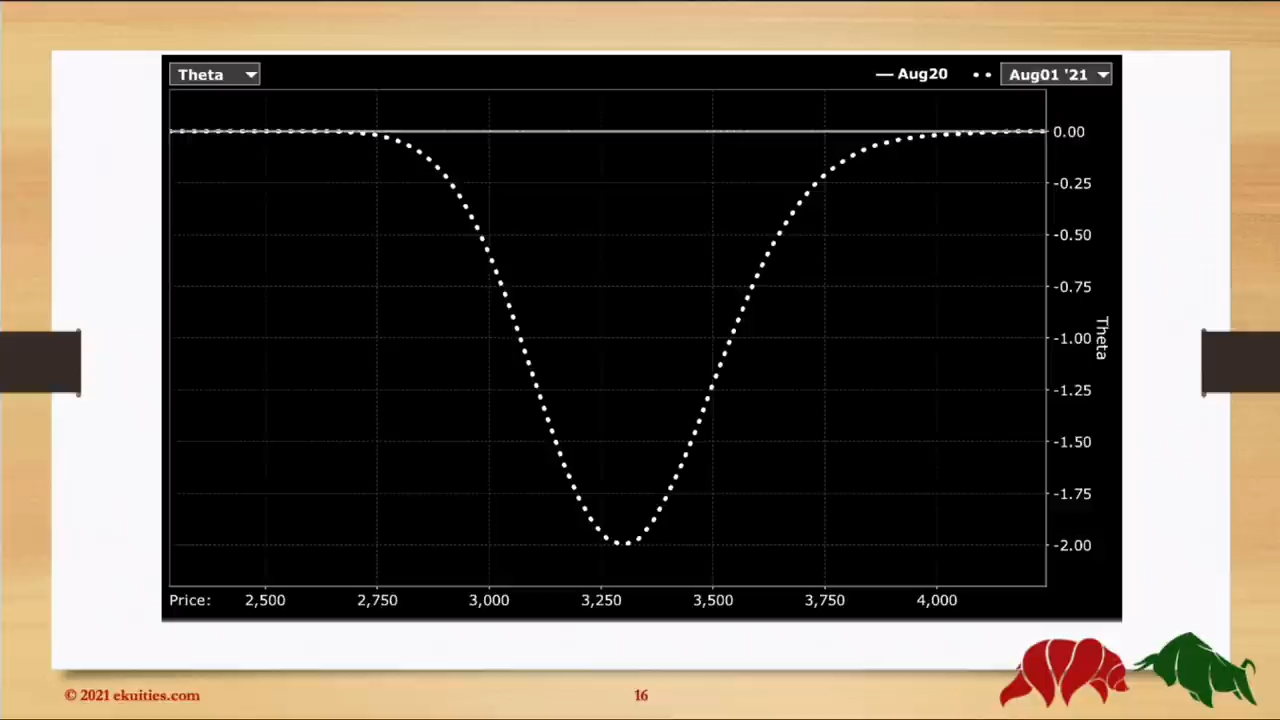 Theta
Aug20
Aug01 '21
0.00
-0.25
-0.50
-0.75
-1.00
-1.25
-1.50
-1.75
-2.00
Theta
Price: 2,500 2,750 3,000 3,250 3,500 3,750 4,000
© 2021 ekuities.com
16